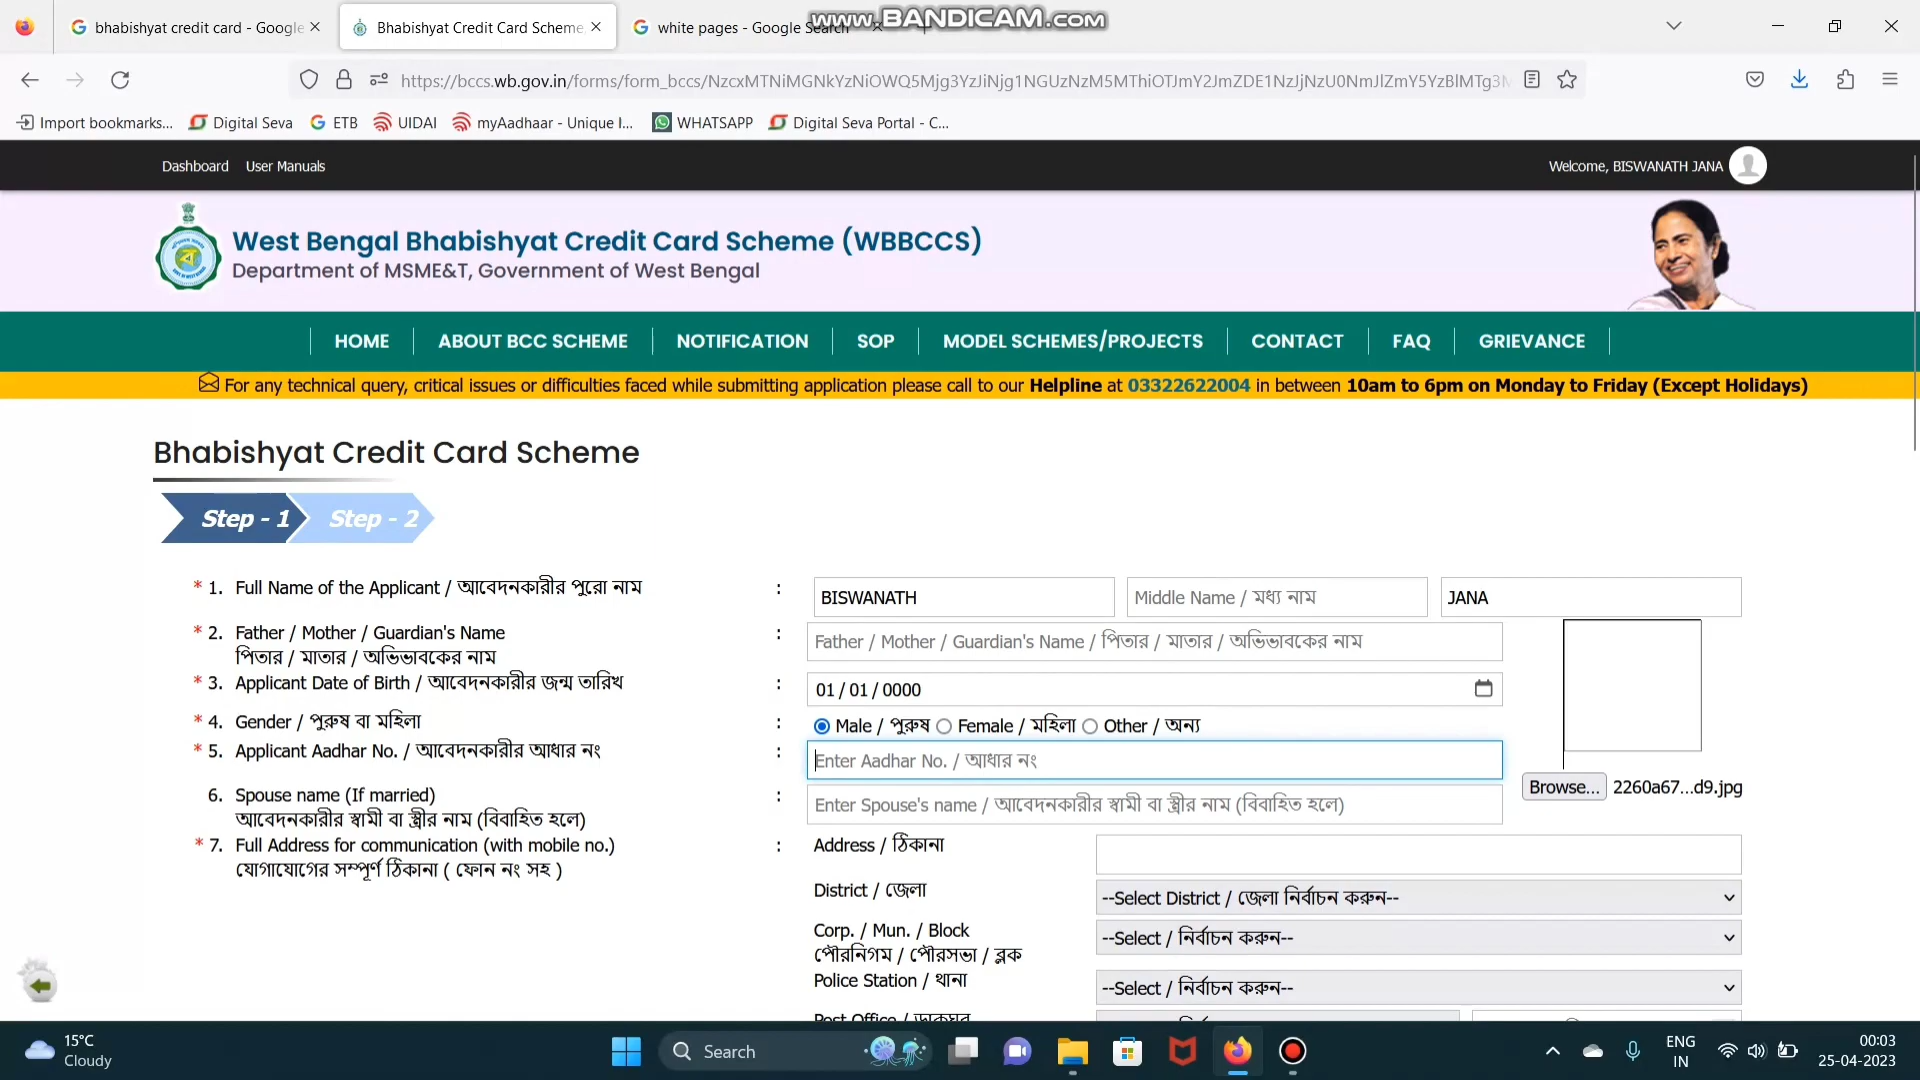 www.BANDICAM.com
bhabishyat credit card - Google
Bhabishyat Credit Card Scheme
white pages - Google Search
https://bccs.wb.gov.in/forms/form_bccs/
Import bookmarks...
Digital Seva
ETB
UIDAI
myAadhaar - Unique I...
WHATSAPP
Digital Seva Portal - C...
Dashboard
User Manuals
Welcome, BISWANATH JANA
West Bengal Bhabishyat Credit Card Scheme (WBBCCS)
Department of MSME&T, Government of West Bengal
HOME
ABOUT BCC SCHEME
NOTIFICATION
SOP
MODEL SCHEMES/PROJECTS
CONTACT
FAQ
GRIEVANCE
For any technical query, critical issues or difficulties faced while submitting application please call to our Helpline at 03322622004 in between 10am to 6pm on Monday to Friday (Except Holidays)
Bhabishyat Credit Card Scheme
Step - 1
Step - 2
* 1. Full Name of the Applicant / আবেদনকারীর পুরো নাম : BISWANATH Middle Name / মধ্য নাম JANA
* 2. Father / Mother / Guardian's Name : Father / Mother / Guardian's Name / পিতার / মাতার / অভিভাবকের নাম
পিতার / মাতার / অভিভাবকের নাম
* 3. Applicant Date of Birth / আবেদনকারীর জন্ম তারিখ : 01 / 01 / 0000
* 4. Gender / পুরুষ বা মহিলা : Male / পুরুষ Female / মহিলা Other / অন্য
* 5. Applicant Aadhar No. / আবেদনকারীর আধার নং : Enter Aadhar No. / আধার নং
Browse... 2260a67...d9.jpg
6. Spouse name (If married) : Enter Spouse's name / আবেদনকারীর স্বামী বা স্ত্রীর নাম (বিবাহিত হলে)
আবেদনকারীর স্বামী বা স্ত্রীর নাম (বিবাহিত হলে)
* 7. Full Address for communication (with mobile no.) : Address / ঠিকানা
যোগাযোগের সম্পূর্ণ ঠিকানা ( ফোন নং সহ )
District / জেলা --Select District / জেলা নির্বাচন করুন--
Corp. / Mun. / Block --Select / নির্বাচন করুন--
পৌরনিগম / পৌরসভা / ব্লক
Police Station / থানা --Select / নির্বাচন করুন--
Post Office / ডাকঘর
15°C
Cloudy
Search
ENG
IN
00:03
25-04-2023